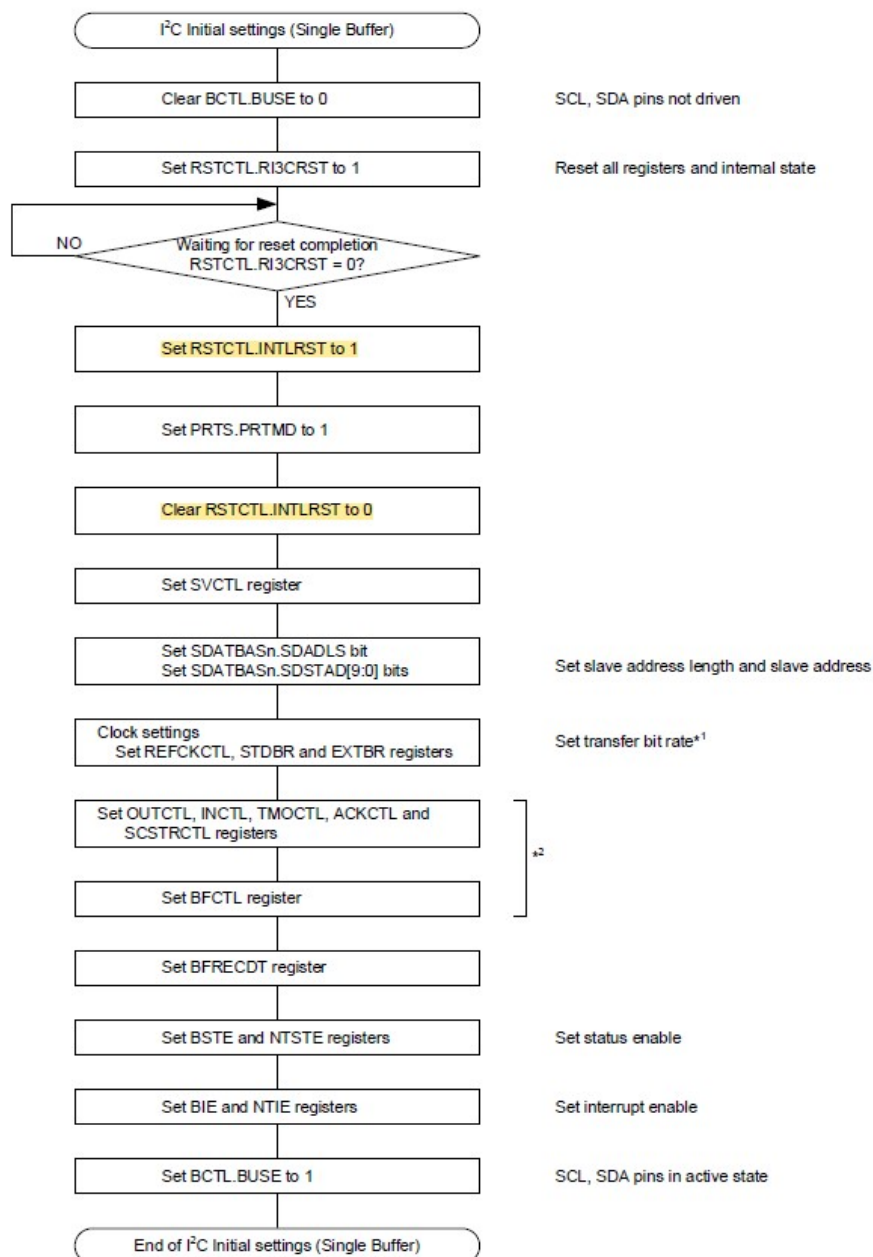 I²C Initial settings (Single Buffer)
Clear BCTL.BUSE to 0
SCL, SDA pins not driven
Set RSTCTL.RI3CRST to 1
Reset all registers and internal state
NO
Waiting for reset completion
RSTCTL.RI3CRST = 0?
YES
Set RSTCTL.INTLRST to 1
Set PRTS.PRTMD to 1
Clear RSTCTL.INTLRST to 0
Set SVCTL register
Set SDATBASn.SDADLS bit
Set SDATBASn.SDSTAD[9:0] bits
Set slave address length and slave address
Clock settings
Set REFCKCTL, STDBR and EXTBR registers
Set transfer bit rate*¹
Set OUTCTL, INCTL, TMOCTL, ACKCTL and
SCSTRCTL registers
*²
Set BFCTL register
Set BFRECDT register
Set BSTE and NTSTE registers
Set status enable
Set BIE and NTIE registers
Set interrupt enable
Set BCTL.BUSE to 1
SCL, SDA pins in active state
End of I²C Initial settings (Single Buffer)